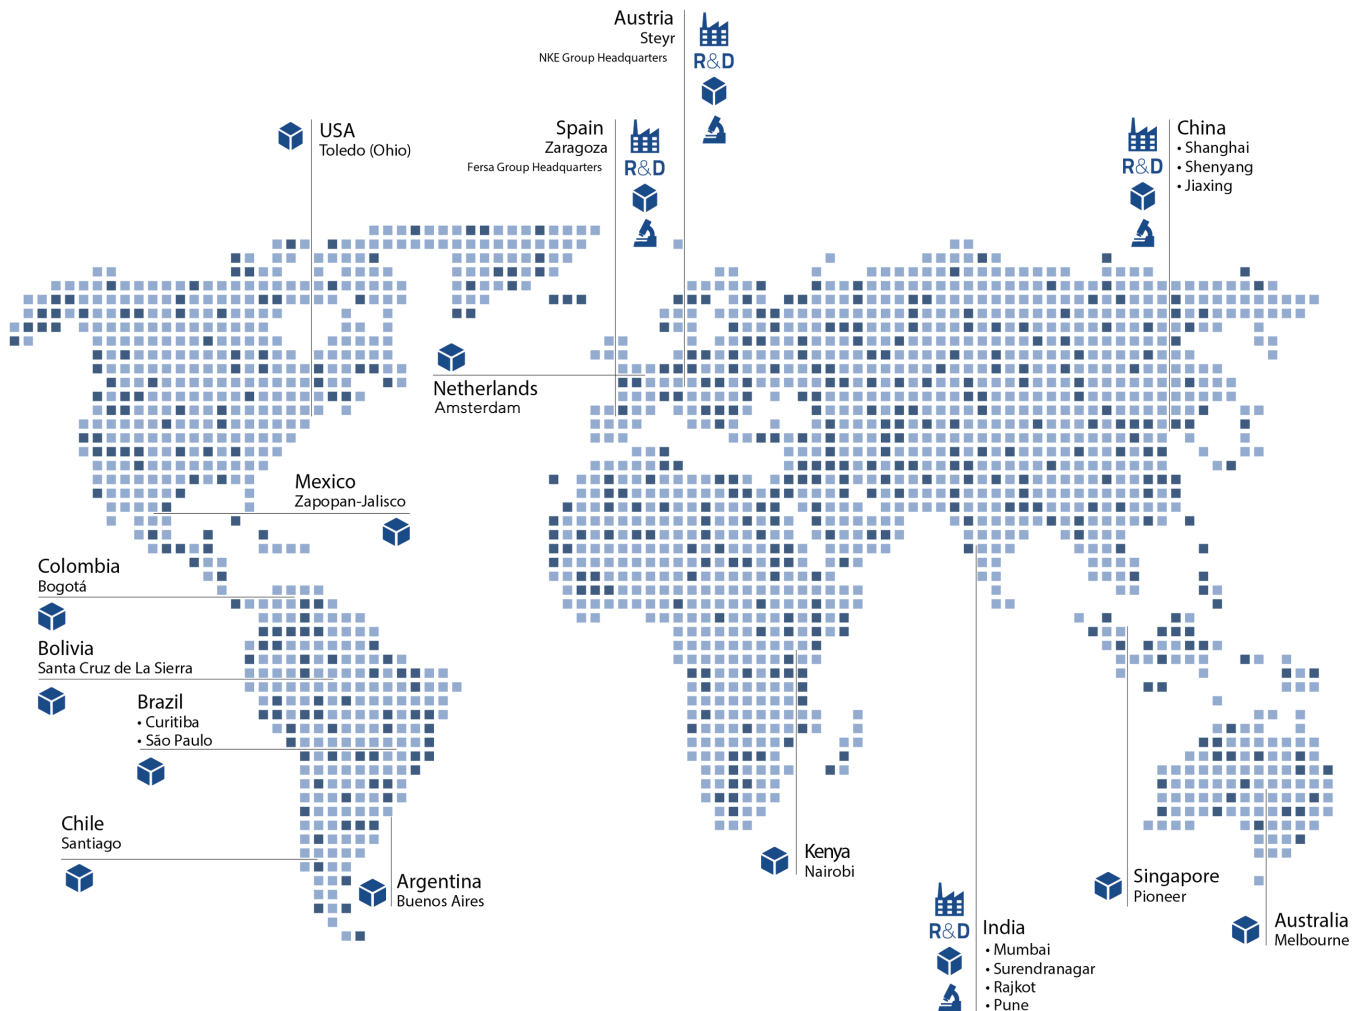 Austria
Steyr
NKE Group Headquarters
R&D
USA
Toledo (Ohio)
Spain
Zaragoza
Fersa Group Headquarters
R&D
China
• Shanghai
• Shenyang
• Jiaxing
R&D
Netherlands
Amsterdam
Mexico
Zapopan-Jalisco
Colombia
Bogotá
Bolivia
Santa Cruz de La Sierra
Brazil
• Curitiba
• São Paulo
Chile
Santiago
Argentina
Buenos Aires
Kenya
Nairobi
Singapore
Pioneer
Australia
Melbourne
R&D
India
• Mumbai
• Surendranagar
• Rajkot
• Pune